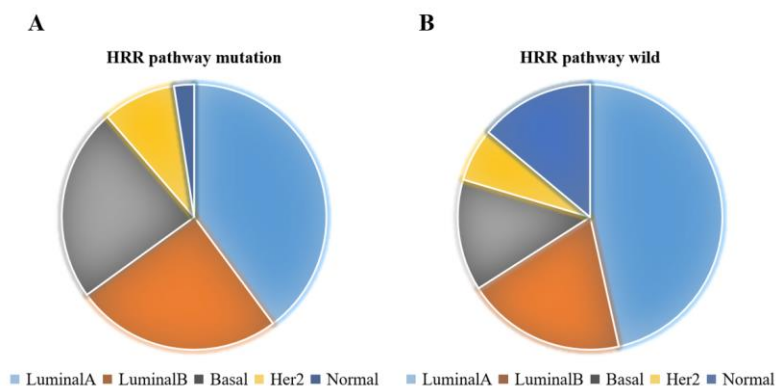 A
B
HRR pathway mutation
HRR pathway wild
LuminalA LuminalB Basal Her2 Normal
LuminalA LuminalB Basal Her2 Normal